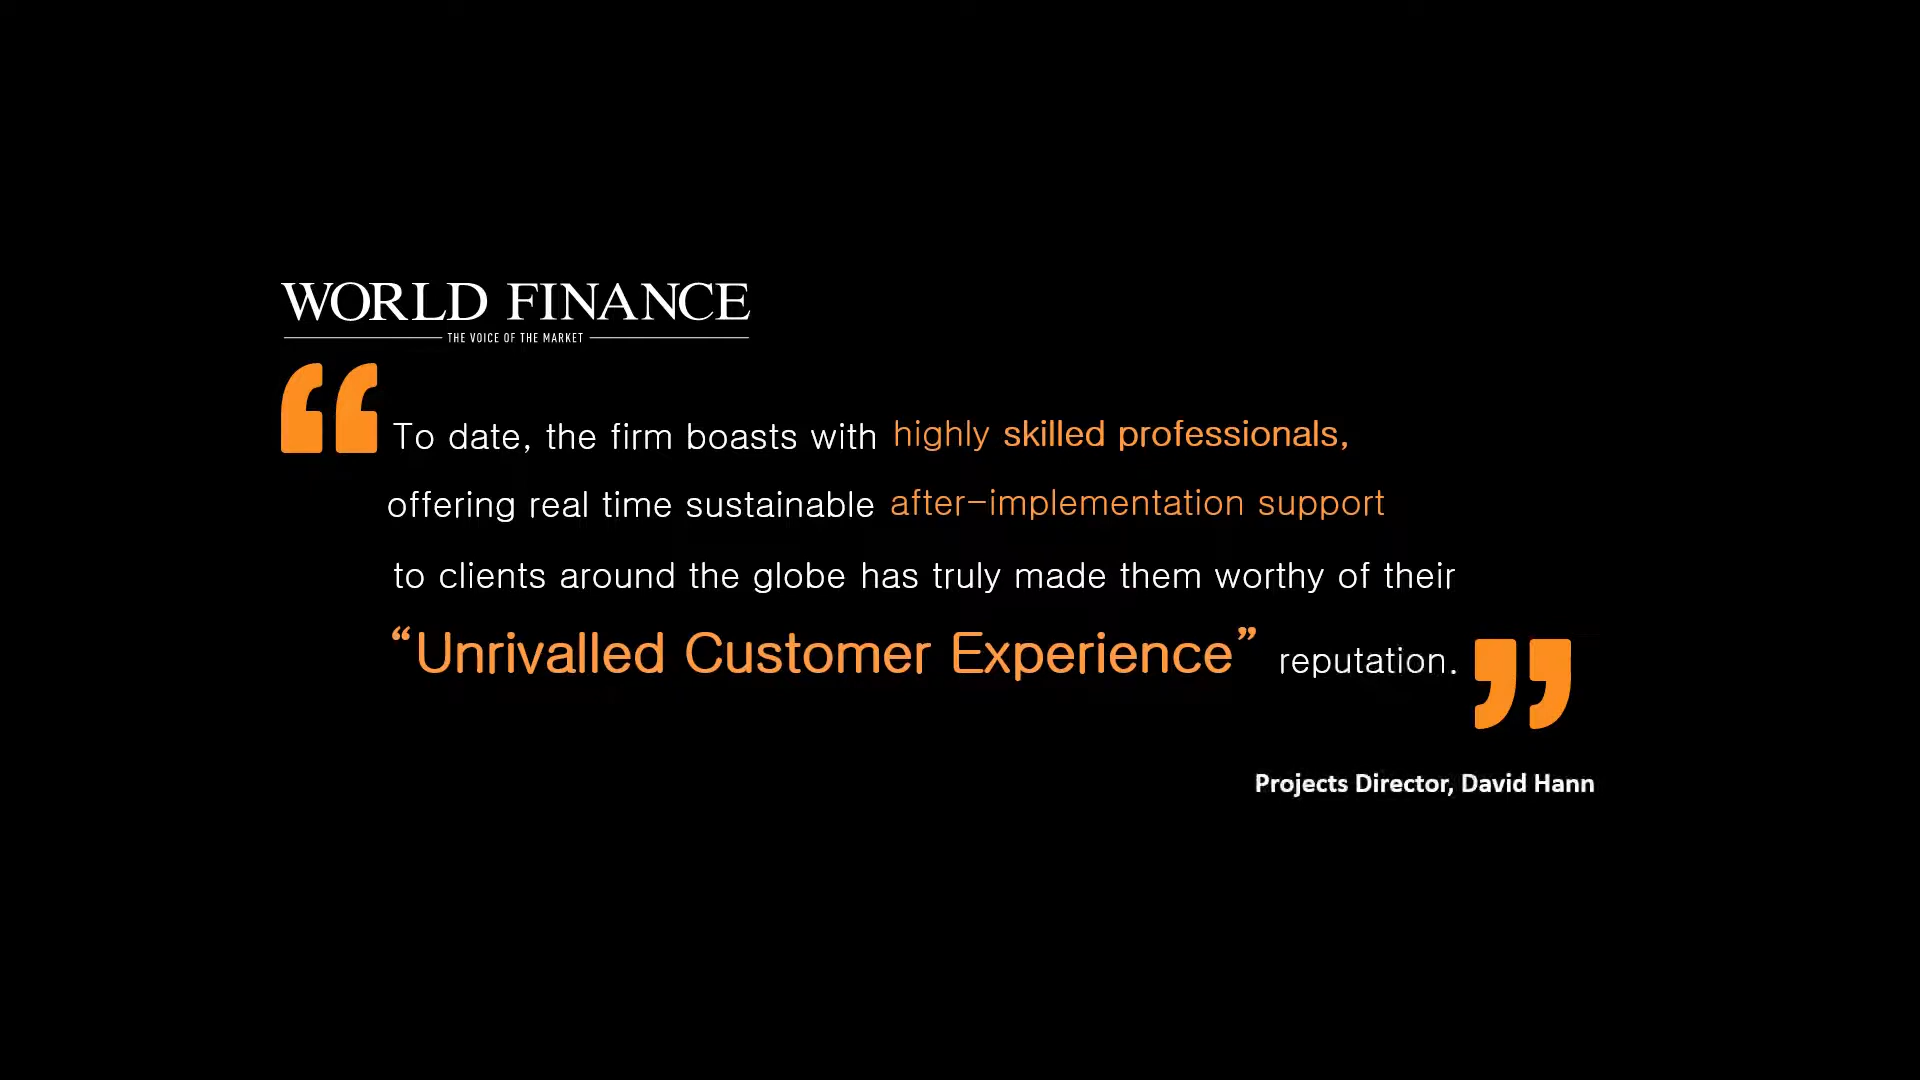 WORLD FINANCE
THE VOICE OF THE MARKET
“
To date, the firm boasts with highly skilled professionals,
offering real time sustainable after-implementation support
to clients around the globe has truly made them worthy of their
“Unrivalled Customer Experience” reputation.
”
Projects Director, David Hann